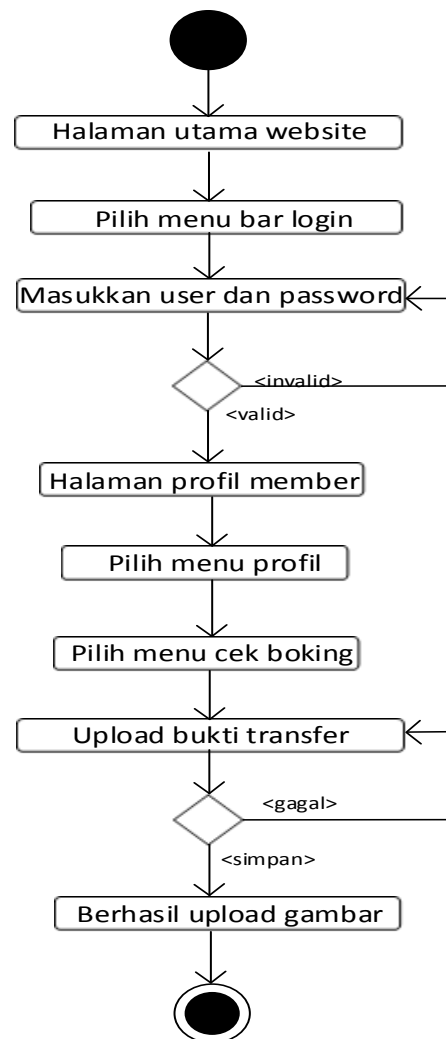 Halaman utama website
Pilih menu bar login
Masukkan user dan password
<invalid>
<valid>
Halaman profil member
Pilih menu profil
Pilih menu cek boking
Upload bukti transfer
<gagal>
<simpan>
Berhasil upload gambar